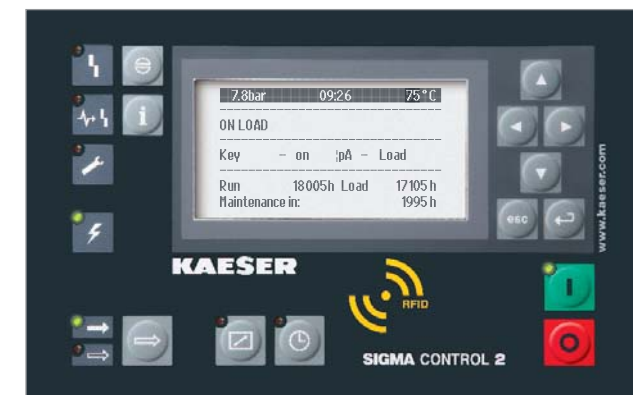 7.8bar 09:26 75°C
ON LOAD
Key - on ¦pA - Load
Run 18005h Load 17105h
Maintenance in: 1995h
esc
www.kaeser.com
KAESER
RFID
SIGMA CONTROL 2